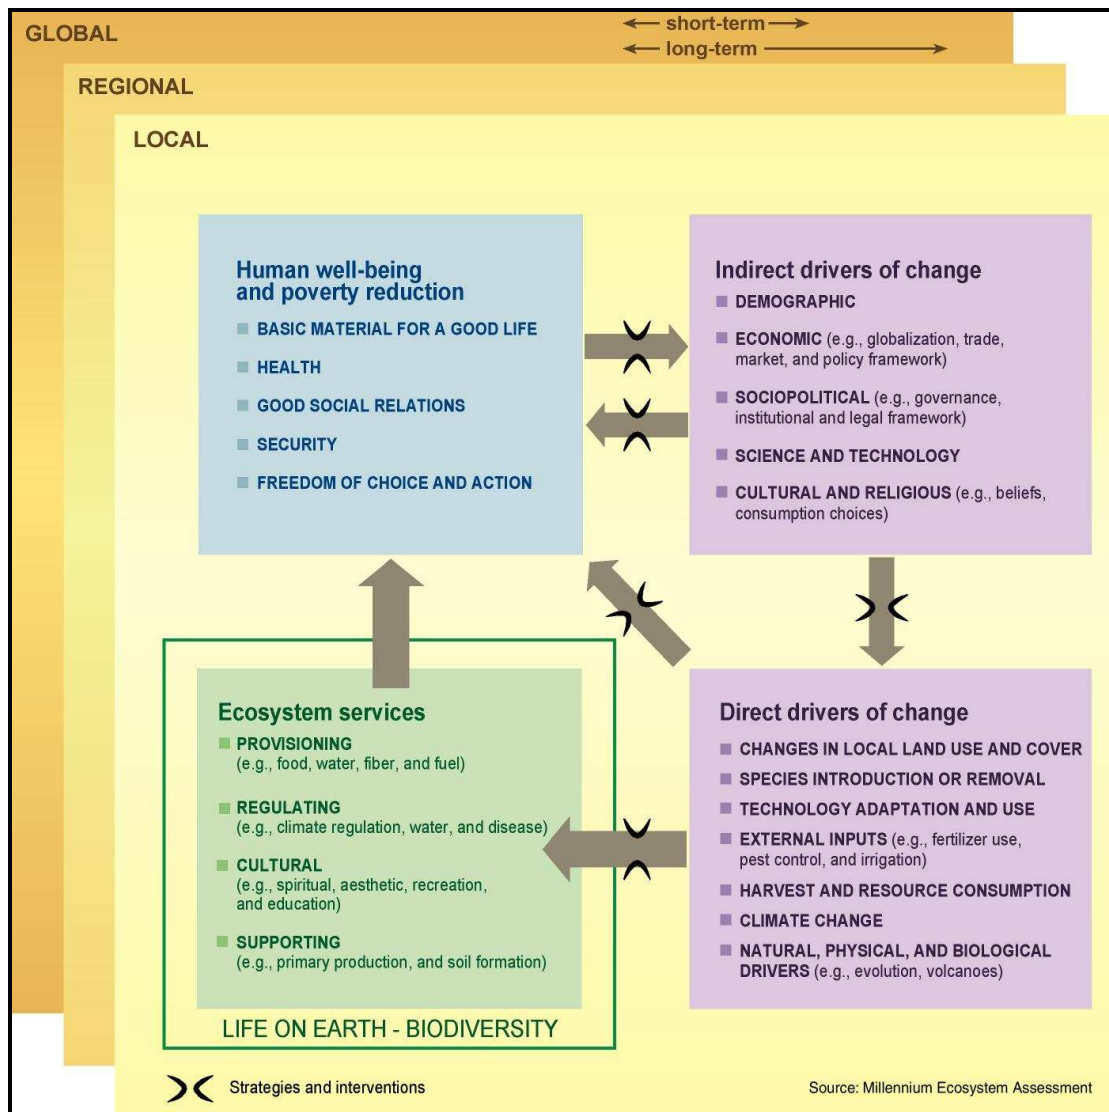 GLOBAL
short-term
long-term
REGIONAL
LOCAL
Human well-being
and poverty reduction
BASIC MATERIAL FOR A GOOD LIFE
HEALTH
GOOD SOCIAL RELATIONS
SECURITY
FREEDOM OF CHOICE AND ACTION
Indirect drivers of change
DEMOGRAPHIC
ECONOMIC (e.g., globalization, trade,
market, and policy framework)
SOCIOPOLITICAL (e.g., governance,
institutional and legal framework)
SCIENCE AND TECHNOLOGY
CULTURAL AND RELIGIOUS (e.g., beliefs,
consumption choices)
Ecosystem services
PROVISIONING
(e.g., food, water, fiber, and fuel)
REGULATING
(e.g., climate regulation, water, and disease)
CULTURAL
(e.g., spiritual, aesthetic, recreation,
and education)
SUPPORTING
(e.g., primary production, and soil formation)
LIFE ON EARTH - BIODIVERSITY
Direct drivers of change
CHANGES IN LOCAL LAND USE AND COVER
SPECIES INTRODUCTION OR REMOVAL
TECHNOLOGY ADAPTATION AND USE
EXTERNAL INPUTS (e.g., fertilizer use,
pest control, and irrigation)
HARVEST AND RESOURCE CONSUMPTION
CLIMATE CHANGE
NATURAL, PHYSICAL, AND BIOLOGICAL
DRIVERS (e.g., evolution, volcanoes)
Strategies and interventions
Source: Millennium Ecosystem Assessment